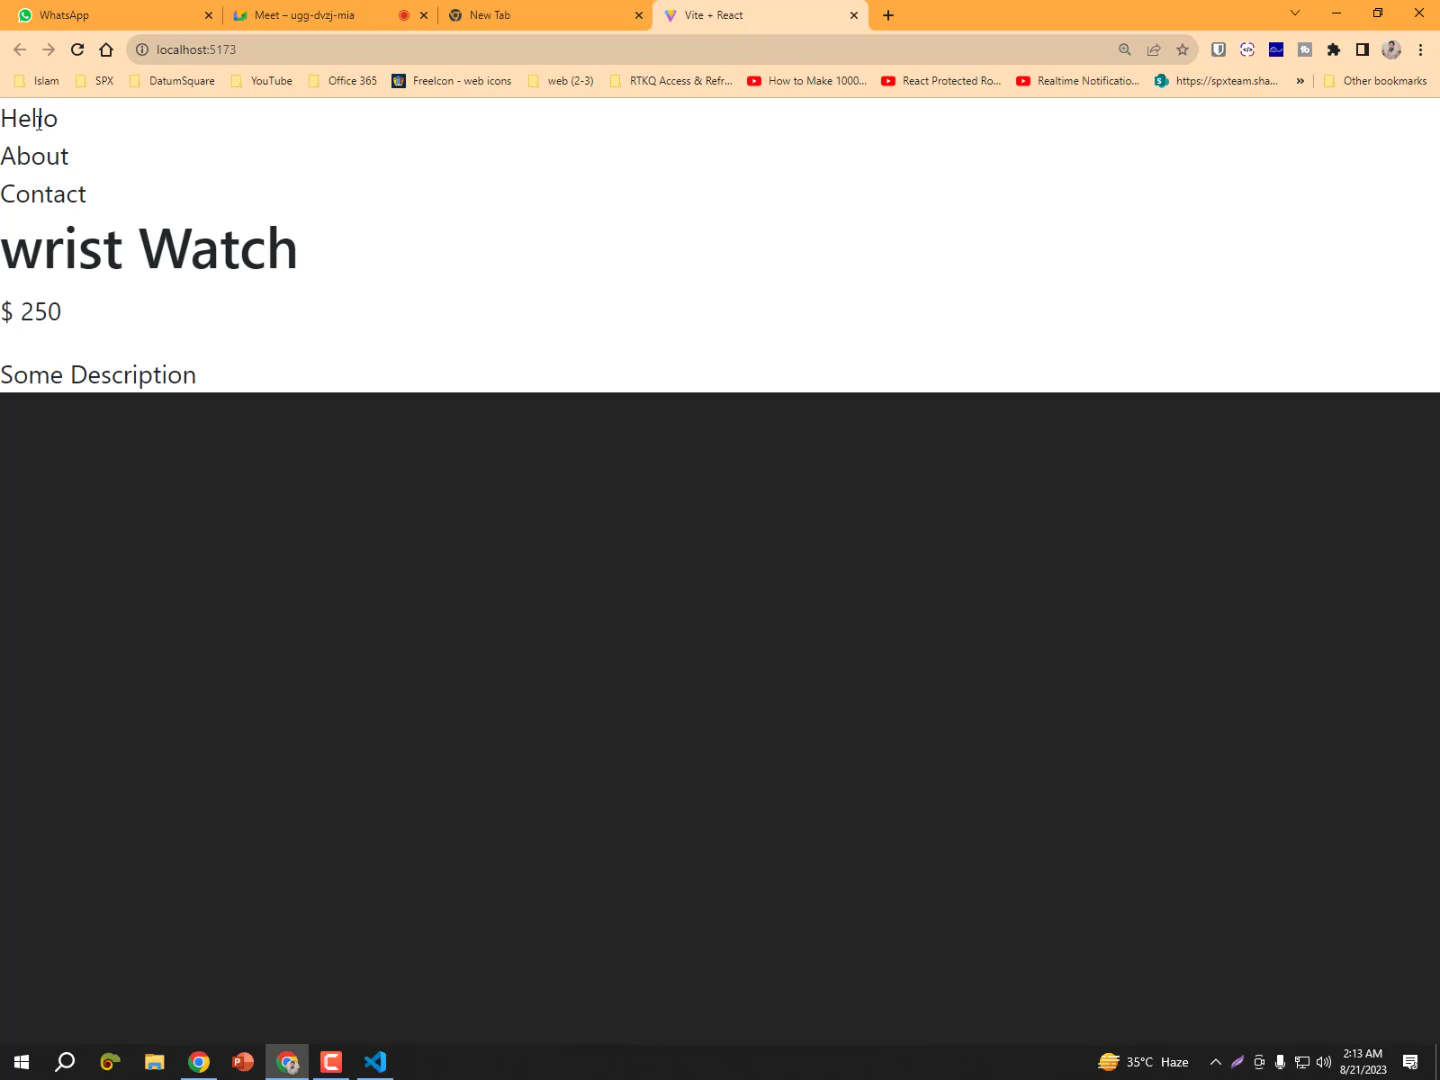 WhatsApp
Meet – ugg-dvzj-mia
New Tab
Vite + React
localhost:5173
Islam
SPX
DatumSquare
YouTube
Office 365
FreeIcon - web icons
web (2-3)
RTKQ Access & Refr...
How to Make 1000...
React Protected Ro...
Realtime Notificatio...
https://spxteam.sha...
»
Other bookmarks
Hello
About
Contact
wrist Watch
$ 250
Some Description
35°C Haze
2:13 AM
8/21/2023